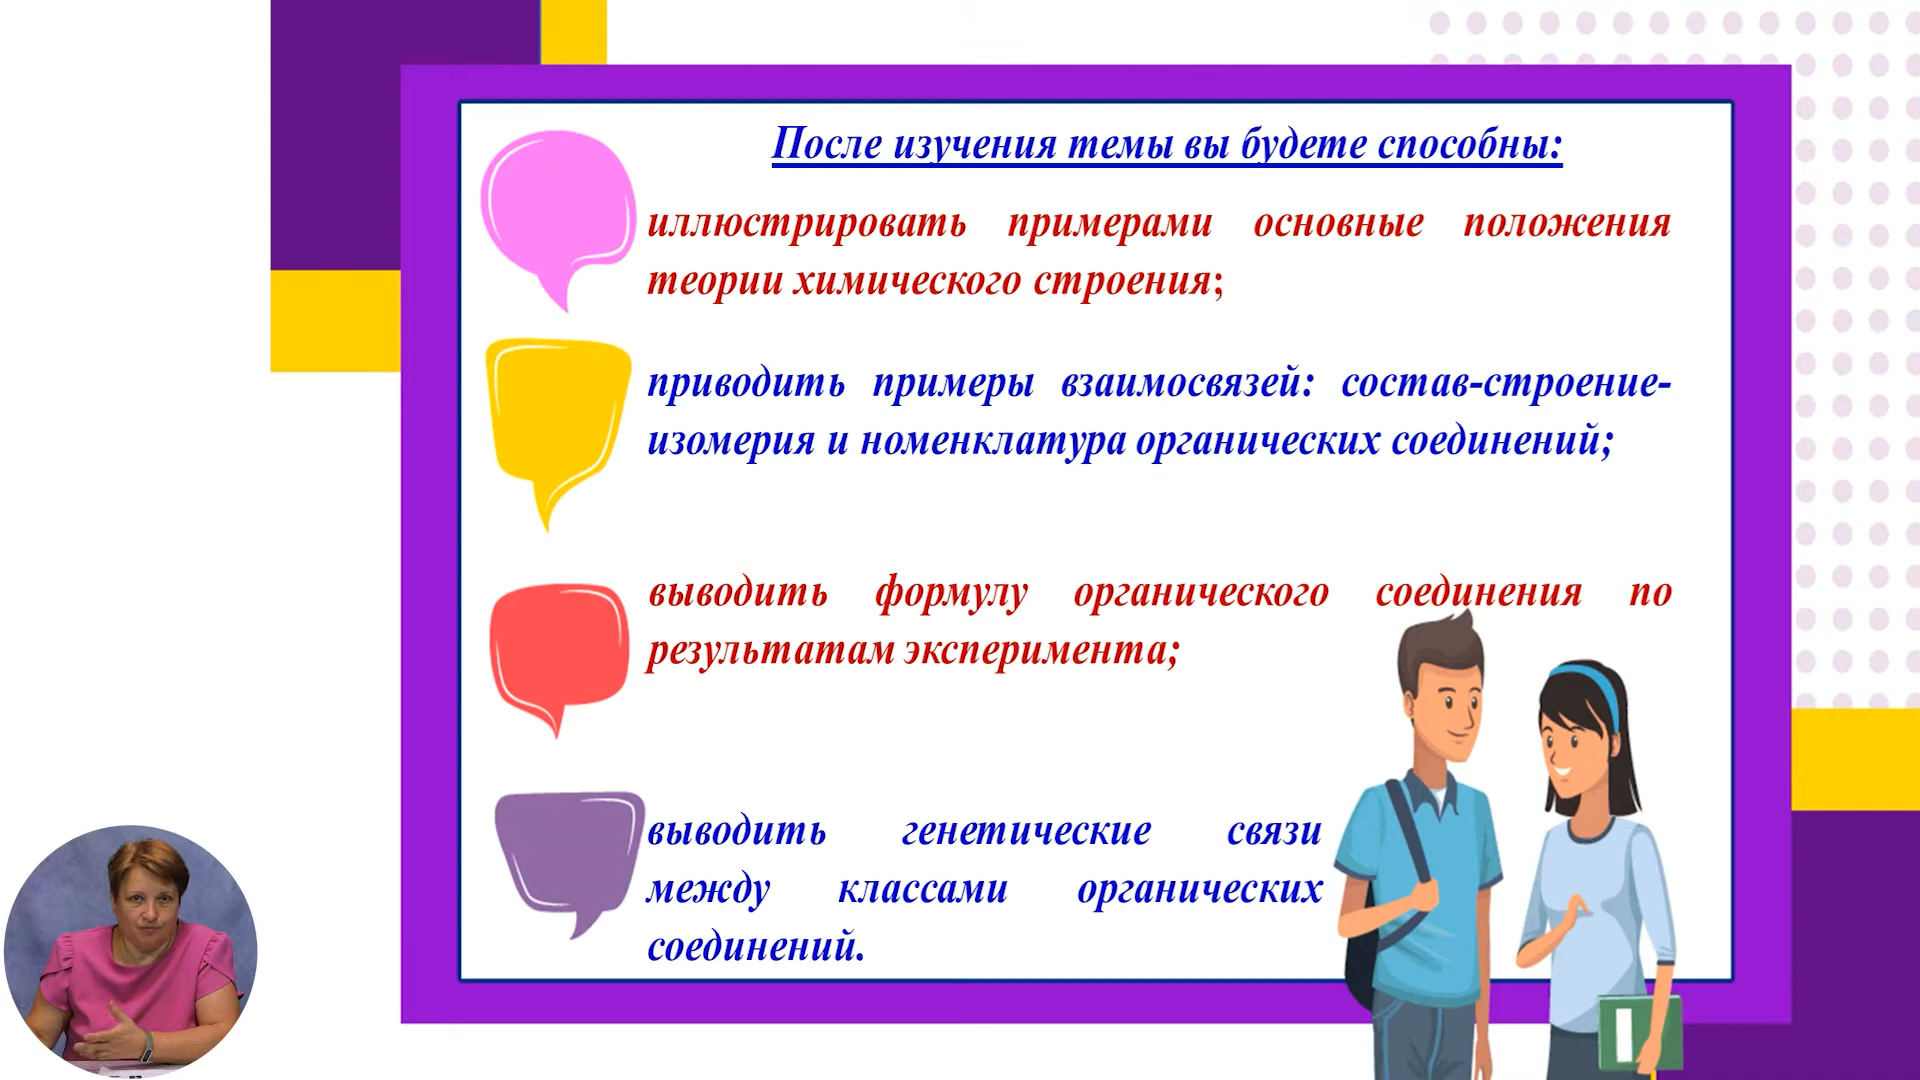 После изучения темы вы будете способны:
иллюстрировать примерами основные положения
теории химического строения;
приводить примеры взаимосвязей: состав-строение-
изомерия и номенклатура органических соединений;
выводить формулу органического соединения по
результатам эксперимента;
выводить генетические связи
между классами органических
соединений.